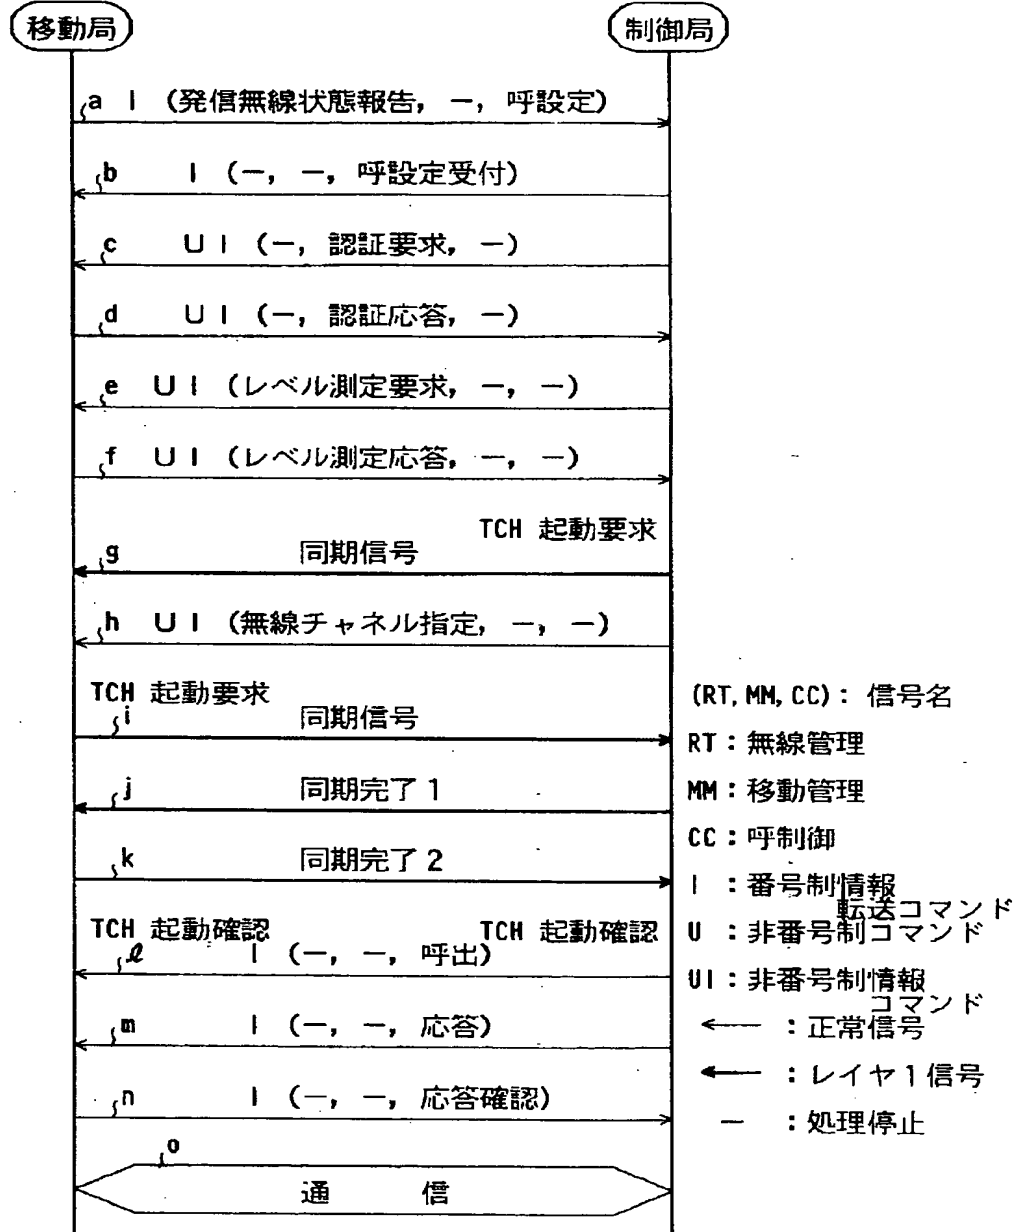 移動局
制御局
a I (発信無線状態報告, ー, 呼設定)
b I (ー, ー, 呼設定受付)
c UI (ー, 認証要求, ー)
d UI (ー, 認証応答, ー)
e UI (レベル測定要求, ー, ー)
f UI (レベル測定応答, ー, ー)
TCH 起動要求
g 同期信号
h UI (無線チャネル指定, ー, ー)
TCH 起動要求
i 同期信号
j 同期完了1
k 同期完了2
TCH 起動確認
TCH 起動確認
ℓ I (ー, ー, 呼出)
m I (ー, ー, 応答)
n I (ー, ー, 応答確認)
o
通 信
(RT, MM, CC) : 信号名
RT : 無線管理
MM : 移動管理
CC : 呼制御
I : 番号制情報
転送コマンド
U : 非番号制コマンド
UI : 非番号制情報
コマンド
← : 正常信号
← : レイヤ1信号
ー : 処理停止